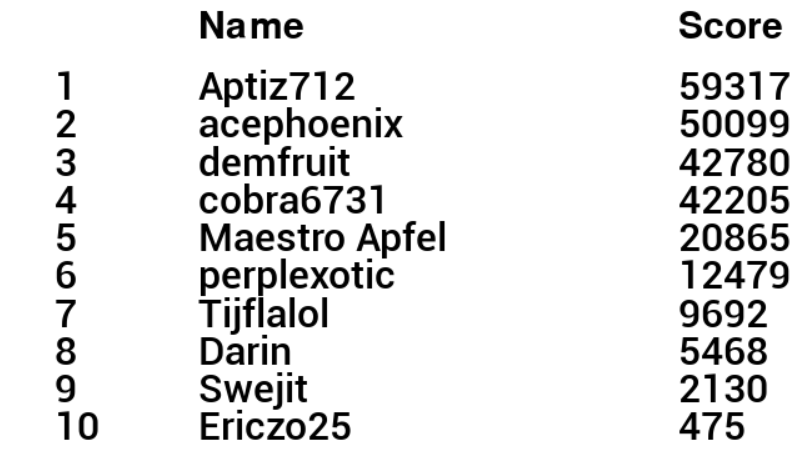 Name Score
1 Aptiz712 59317
2 acephoenix 50099
3 demfruit 42780
4 cobra6731 42205
5 Maestro Apfel 20865
6 perplexotic 12479
7 Tijflalol 9692
8 Darin 5468
9 Swejit 2130
10 Ericzo25 475